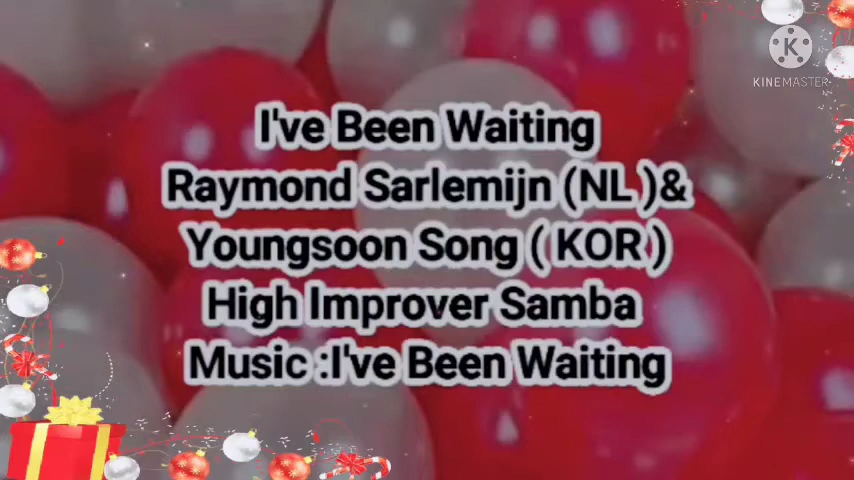 K
KINEMASTER
I've Been Waiting
Raymond Sarlemijn (NL )&
Youngsoon Song ( KOR )
High Improver Samba
Music :I've Been Waiting